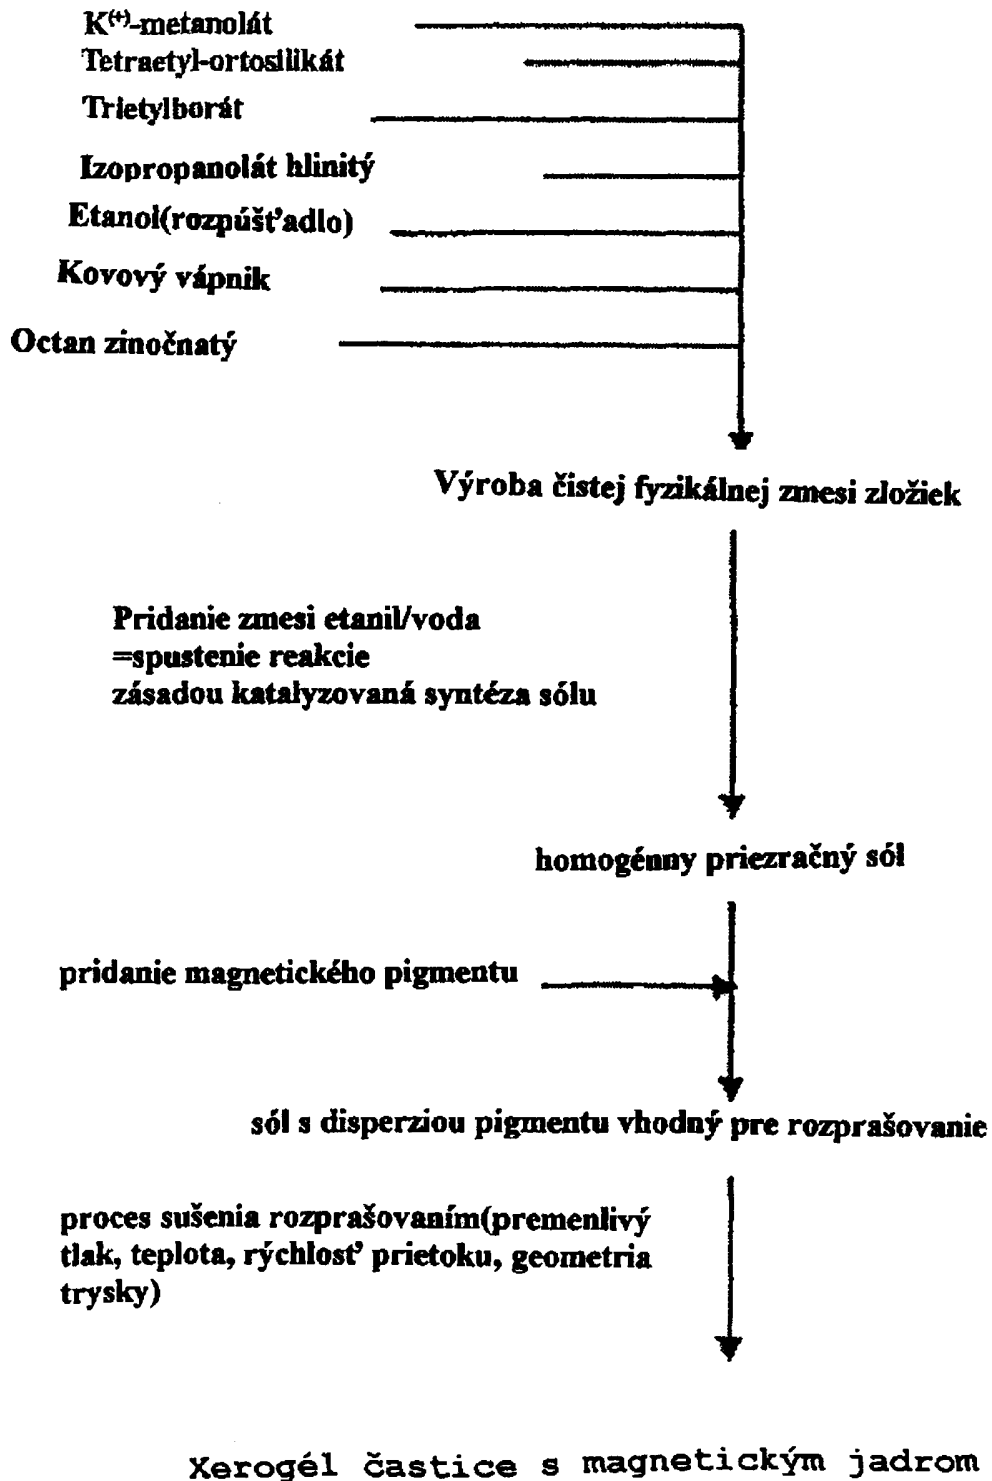 K(+)-metanolát
Tetraetyl-ortosilikát
Trietylborát
Izopropanolát hlinitý
Etanol(rozpúšťadlo)
Kovový vápnik
Octan zinočnatý
Výroba čistej fyzikálnej zmesi zložiek
Pridanie zmesi etanil/voda
=spustenie reakcie
zásadou katalyzovaná syntéza sólu
homogénny priezračný sól
pridanie magnetického pigmentu
sól s disperziou pigmentu vhodný pre rozprašovanie
proces sušenia rozprašovaním(premenlivý
tlak, teplota, rýchlosť prietoku, geometria
trysky)
Xerogél častice s magnetickým jadrom